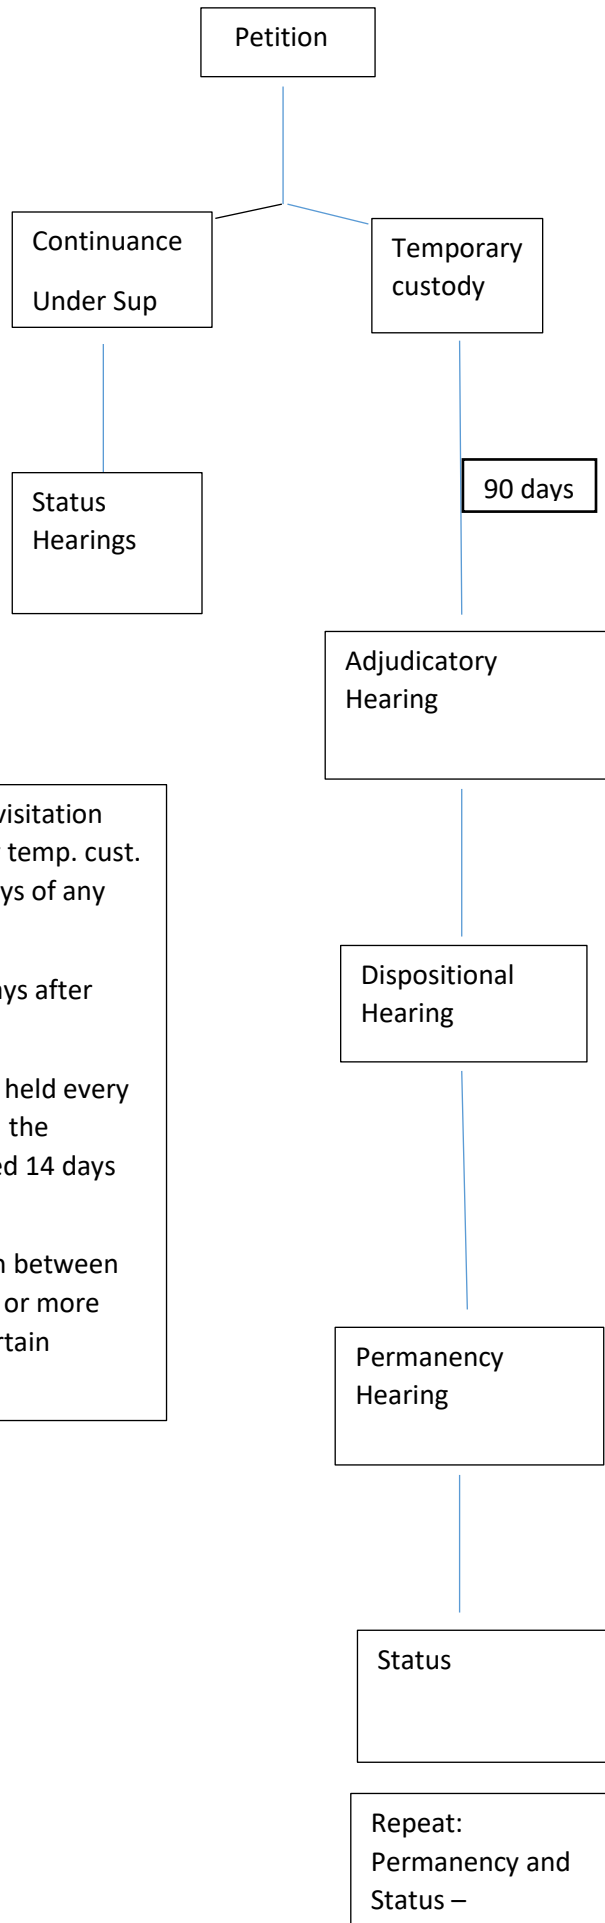 Petition
Continuance
Under Sup
Temporary
custody
Status
Hearings
90 days
Adjudicatory
Hearing
visitation
temp. cust.
ys of any
ys after
held every
the
ed 14 days
between
or more
rtain
Dispositional
Hearing
Permanency
Hearing
Status
Repeat:
Permanency and
Status –